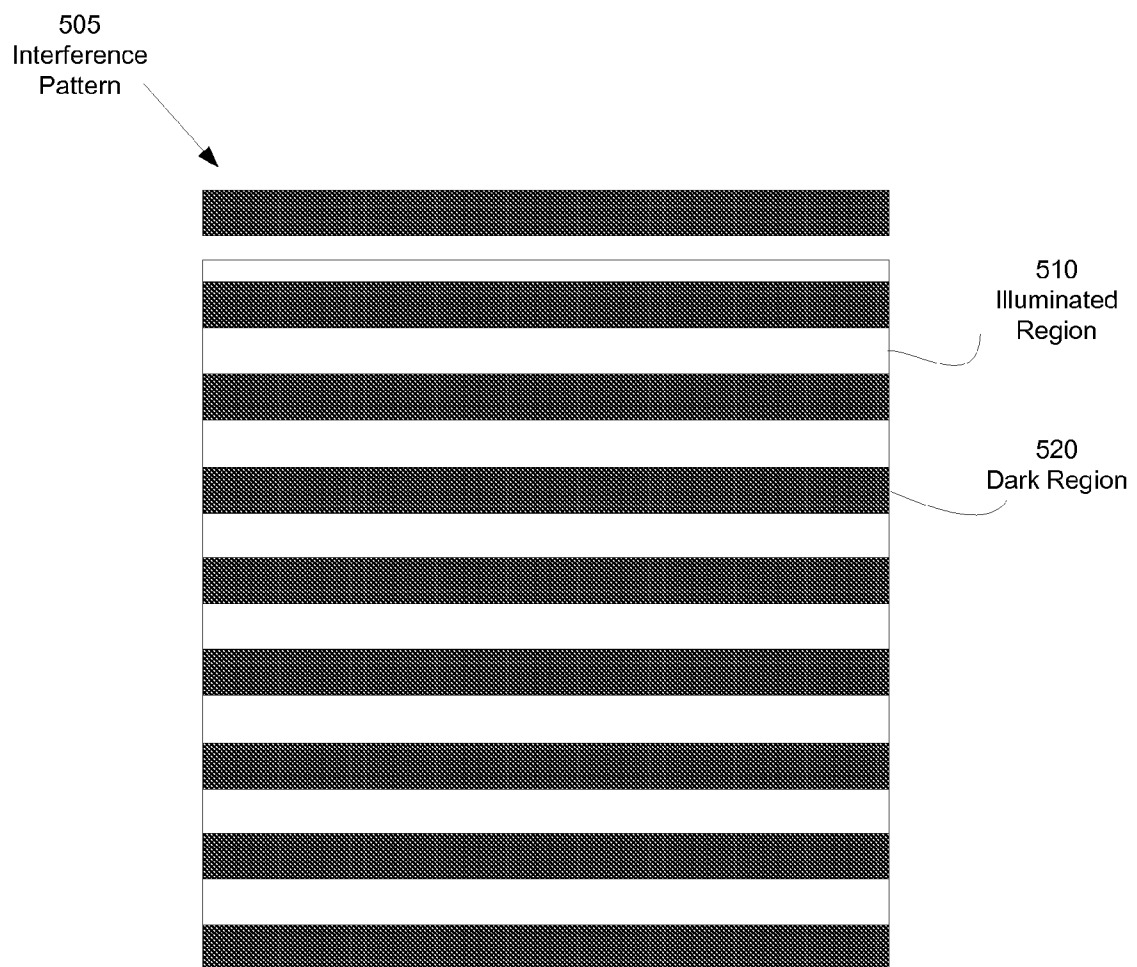 505
Interference
Pattern
510
Illuminated
Region
520
Dark Region